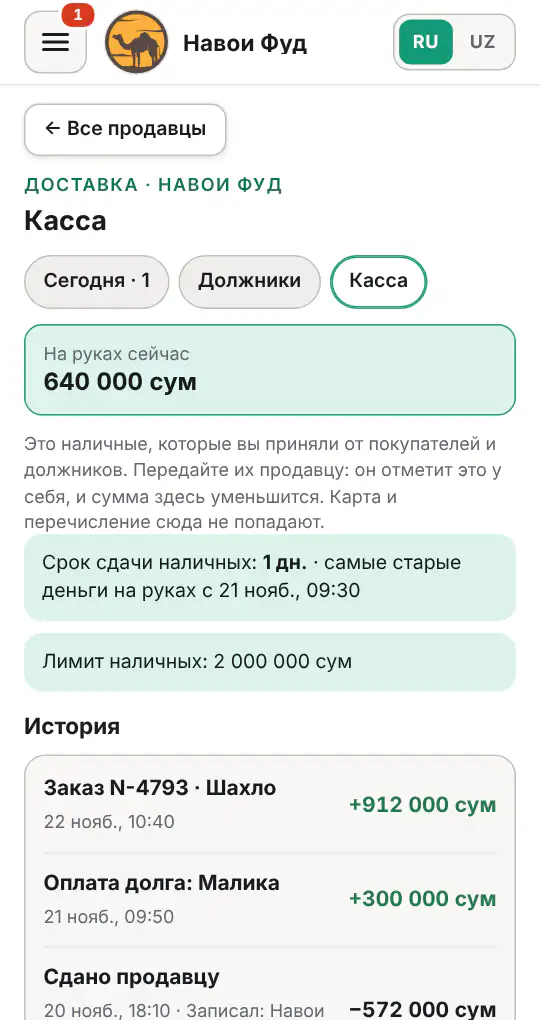 1
Навои Фуд
RU UZ
← Все продавцы
ДОСТАВКА · НАВОИ ФУД
Касса
Сегодня · 1 Должники Касса
На руках сейчас
640 000 сум
Это наличные, которые вы приняли от покупателей и
должников. Передайте их продавцу: он отметит это у
себя, и сумма здесь уменьшится. Карта и
перечисление сюда не попадают.
Срок сдачи наличных: 1 дн. · самые старые
деньги на руках с 21 нояб., 09:30
Лимит наличных: 2 000 000 сум
История
Заказ N-4793 · Шахло
+912 000 сум
22 нояб., 10:40
Оплата долга: Малика
+300 000 сум
21 нояб., 09:50
Сдано продавцу
20 нояб., 18:10 · Записал: Навои
−572 000 сум